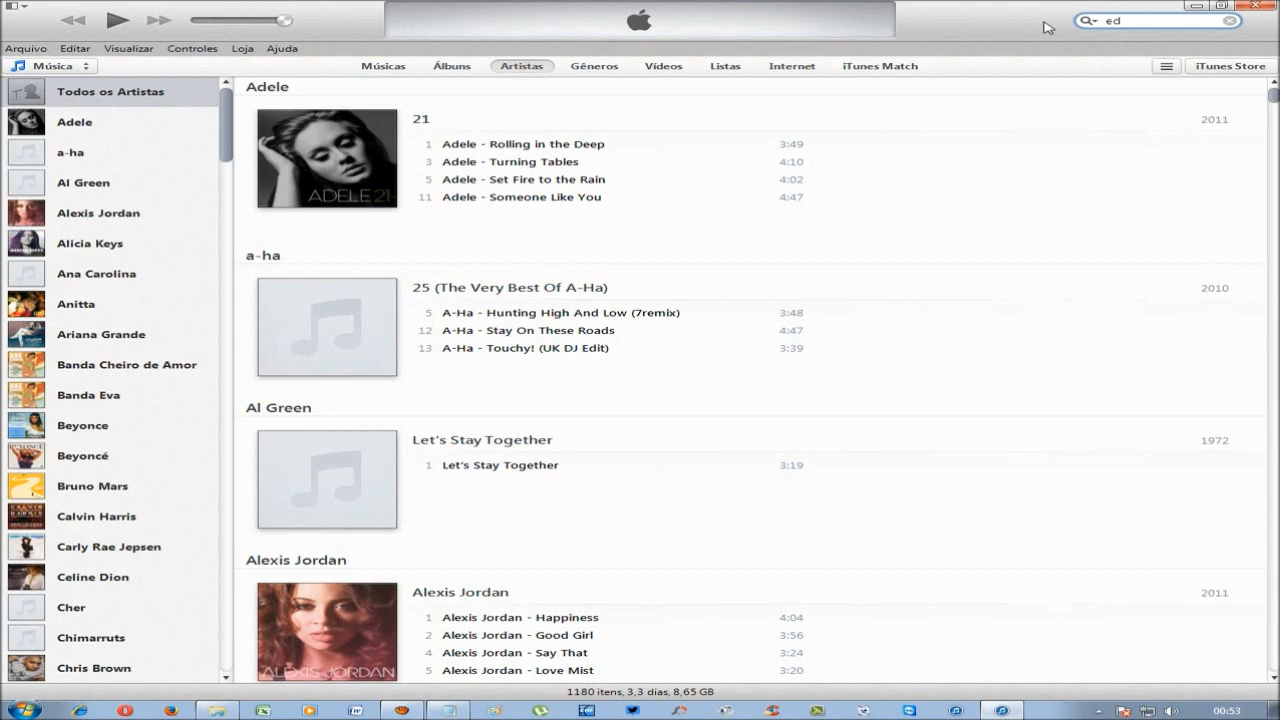 ed
Arquivo Editar Visualizar Controles Loja Ajuda
Música Músicas Álbuns Artistas Gêneros Vídeos Listas Internet iTunes Match iTunes Store
Todos os Artistas
Adele
a-ha
Al Green
Alexis Jordan
Alicia Keys
Ana Carolina
Anitta
Ariana Grande
Banda Cheiro de Amor
Banda Eva
Beyonce
Beyoncé
Bruno Mars
Calvin Harris
Carly Rae Jepsen
Celine Dion
Cher
Chimarruts
Chris Brown
Adele
ADELE 21
21 2011
1 Adele - Rolling in the Deep 3:49
3 Adele - Turning Tables 4:10
5 Adele - Set Fire to the Rain 4:02
11 Adele - Someone Like You 4:47
a-ha
25 (The Very Best Of A-Ha) 2010
5 A-Ha - Hunting High And Low (7remix) 3:48
12 A-Ha - Stay On These Roads 4:47
13 A-Ha - Touchy! (UK DJ Edit) 3:39
Al Green
Let's Stay Together 1972
1 Let's Stay Together 3:19
Alexis Jordan
ALEXIS JORDAN
Alexis Jordan 2011
1 Alexis Jordan - Happiness 4:04
2 Alexis Jordan - Good Girl 3:56
4 Alexis Jordan - Say That 3:24
5 Alexis Jordan - Love Mist 3:20
1180 itens, 3,3 dias, 8,65 GB
00:53